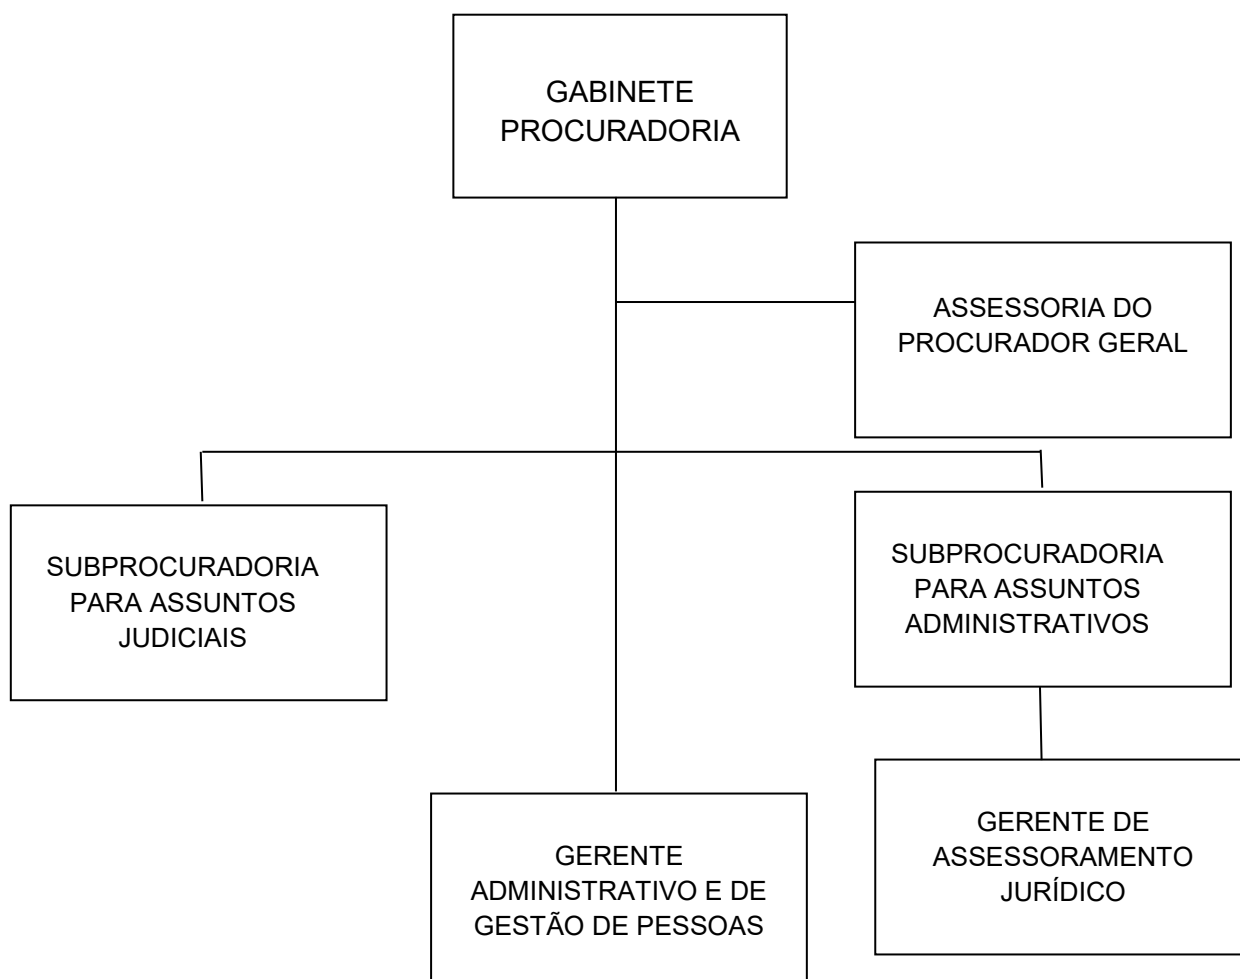 GABINETE
PROCURADORIA
ASSESSORIA DO
PROCURADOR GERAL
SUBPROCURADORIA
PARA ASSUNTOS
JUDICIAIS
SUBPROCURADORIA
PARA ASSUNTOS
ADMINISTRATIVOS
GERENTE
ADMINISTRATIVO E DE
GESTÃO DE PESSOAS
GERENTE DE
ASSESSORAMENTO
JURÍDICO